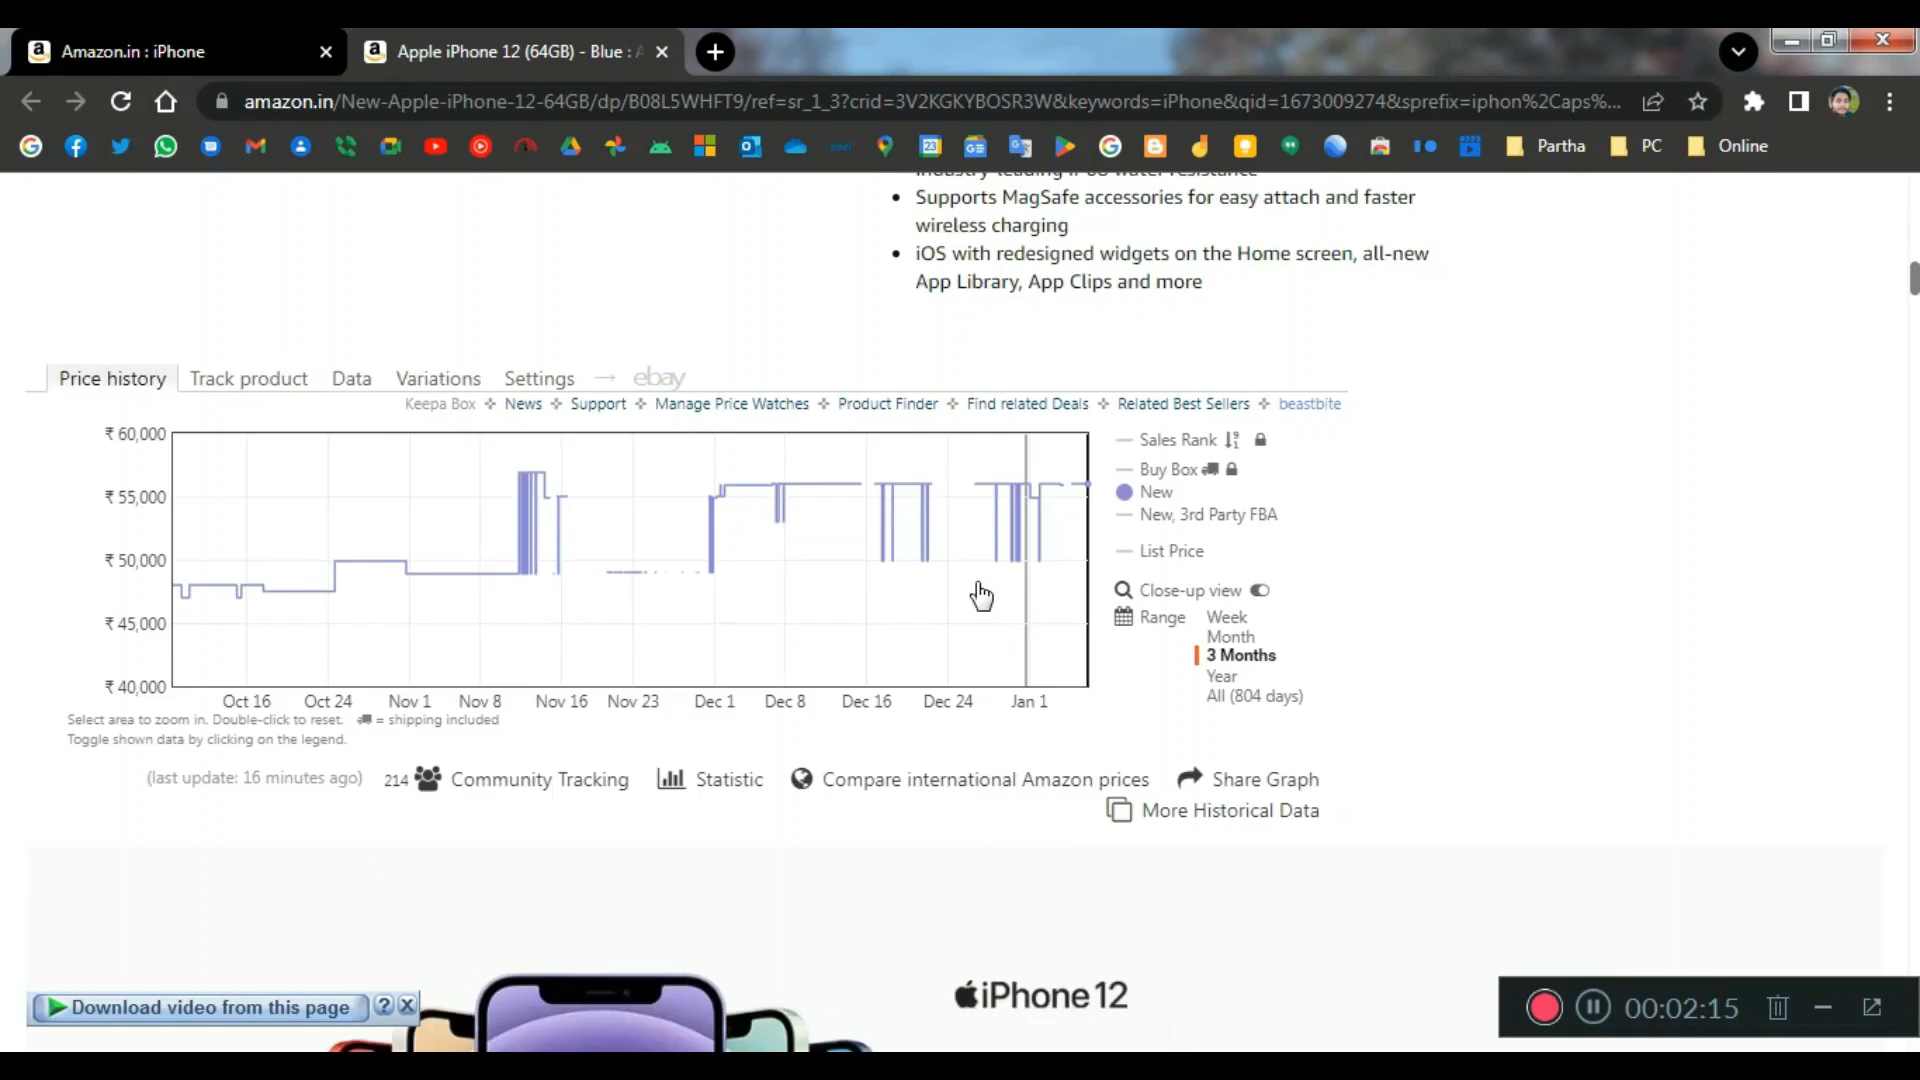 Amazon.in : iPhone
Apple iPhone 12 (64GB) - Blue :
amazon.in/New-Apple-iPhone-12-64GB/dp/B08L5WHFT9/ref=sr_1_3?crid=3V2KGKYBOSR3W&keywords=iPhone&qid=1673009274&sprefix=iphon%2Caps%...
Partha
PC
Online
industry-leading IP68 water resistance
Supports MagSafe accessories for easy attach and faster
wireless charging
iOS with redesigned widgets on the Home screen, all-new
App Library, App Clips and more
Price history Track product Data Variations Settings → ebay
Keepa Box News Support Manage Price Watches Product Finder Find related Deals Related Best Sellers beastbite
₹ 60,000
₹ 55,000
₹ 50,000
₹ 45,000
₹ 40,000
Oct 16 Oct 24 Nov 1 Nov 8 Nov 16 Nov 23 Dec 1 Dec 8 Dec 16 Dec 24 Jan 1
Sales Rank
Buy Box
New
New, 3rd Party FBA
List Price
Close-up view
Range
Week
Month
3 Months
Year
All (804 days)
Select area to zoom in. Double-click to reset. = shipping included
Toggle shown data by clicking on the legend.
(last update: 16 minutes ago) 214 Community Tracking Statistic Compare international Amazon prices Share Graph
More Historical Data
iPhone 12
Download video from this page ?
00:02:15